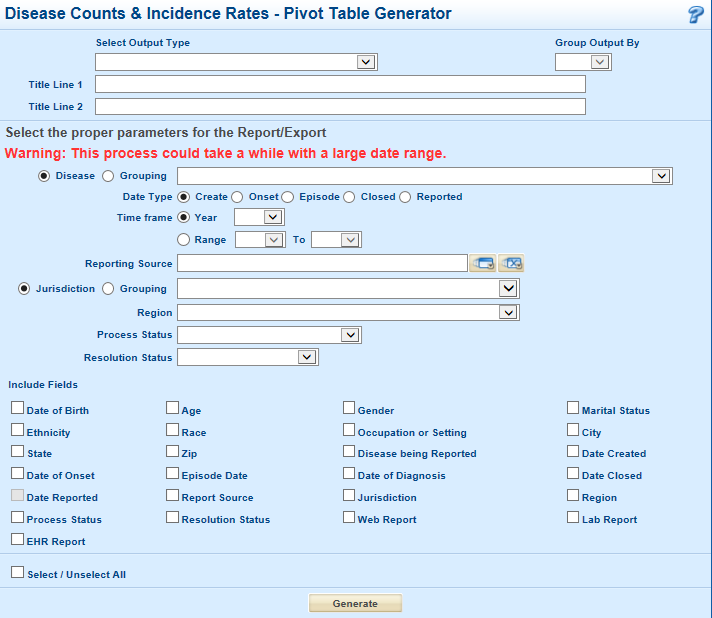 Disease Counts & Incidence Rates - Pivot Table Generator ?
Select Output Type Group Output By
Title Line 1
Title Line 2
Select the proper parameters for the Report/Export
Warning: This process could take a while with a large date range.
Disease Grouping
Date Type Create Onset Episode Closed Reported
Time frame Year
Range To
Reporting Source
Jurisdiction Grouping
Region
Process Status
Resolution Status
Include Fields
Date of Birth Age Gender Marital Status
Ethnicity Race Occupation or Setting City
State Zip Disease being Reported Date Created
Date of Onset Episode Date Date of Diagnosis Date Closed
Date Reported Report Source Jurisdiction Region
Process Status Resolution Status Web Report Lab Report
EHR Report
Select / Unselect All
Generate